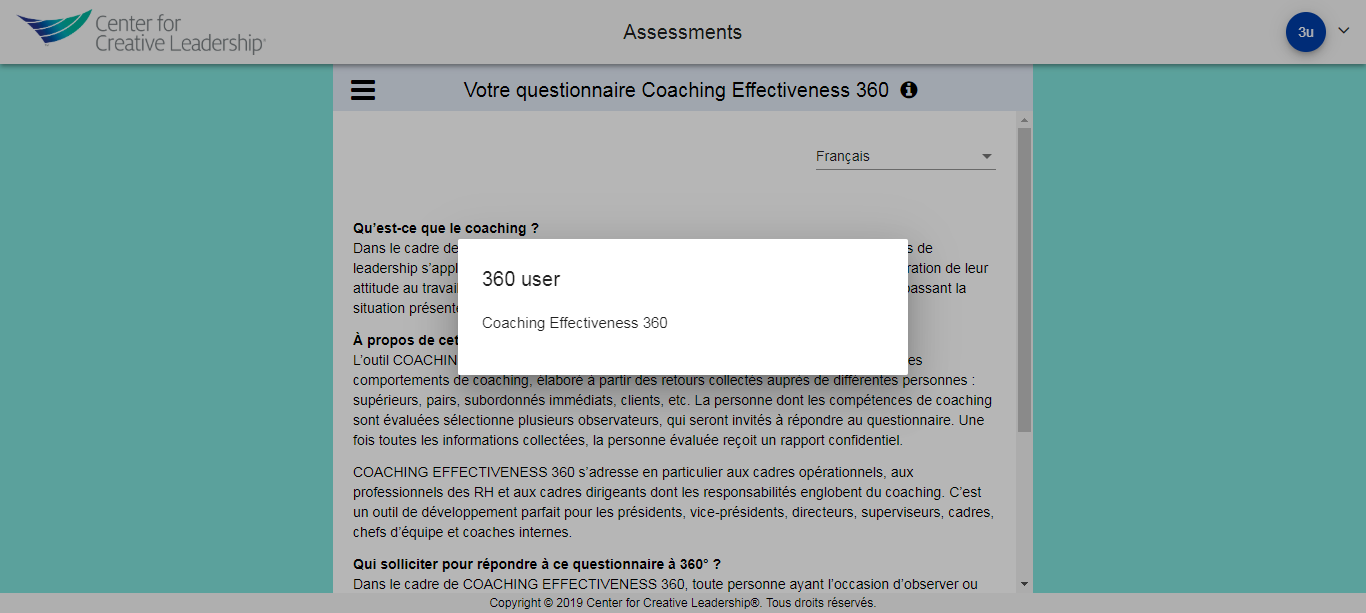 Center for
Creative Leadership®
Assessments
3u
Votre questionnaire Coaching Effectiveness 360
Français
Qu’est-ce que le coaching ?
Dans le cadre de
s de
leadership s’appl
ration de leur
attitude au travai
passant la
situation présente
360 user
Coaching Effectiveness 360
À propos de cet
L’outil COACHIN
es
comportements de coaching, élaboré à partir des retours collectés auprès de différentes personnes :
supérieurs, pairs, subordonnés immédiats, clients, etc. La personne dont les compétences de coaching
sont évaluées sélectionne plusieurs observateurs, qui seront invités à répondre au questionnaire. Une
fois toutes les informations collectées, la personne évaluée reçoit un rapport confidentiel.
COACHING EFFECTIVENESS 360 s’adresse en particulier aux cadres opérationnels, aux
professionnels des RH et aux cadres dirigeants dont les responsabilités englobent du coaching. C’est
un outil de développement parfait pour les présidents, vice-présidents, directeurs, superviseurs, cadres,
chefs d’équipe et coaches internes.
Qui solliciter pour répondre à ce questionnaire à 360° ?
Dans le cadre de COACHING EFFECTIVENESS 360, toute personne ayant l’occasion d’observer ou
Copyright © 2019 Center for Creative Leadership®. Tous droits réservés.